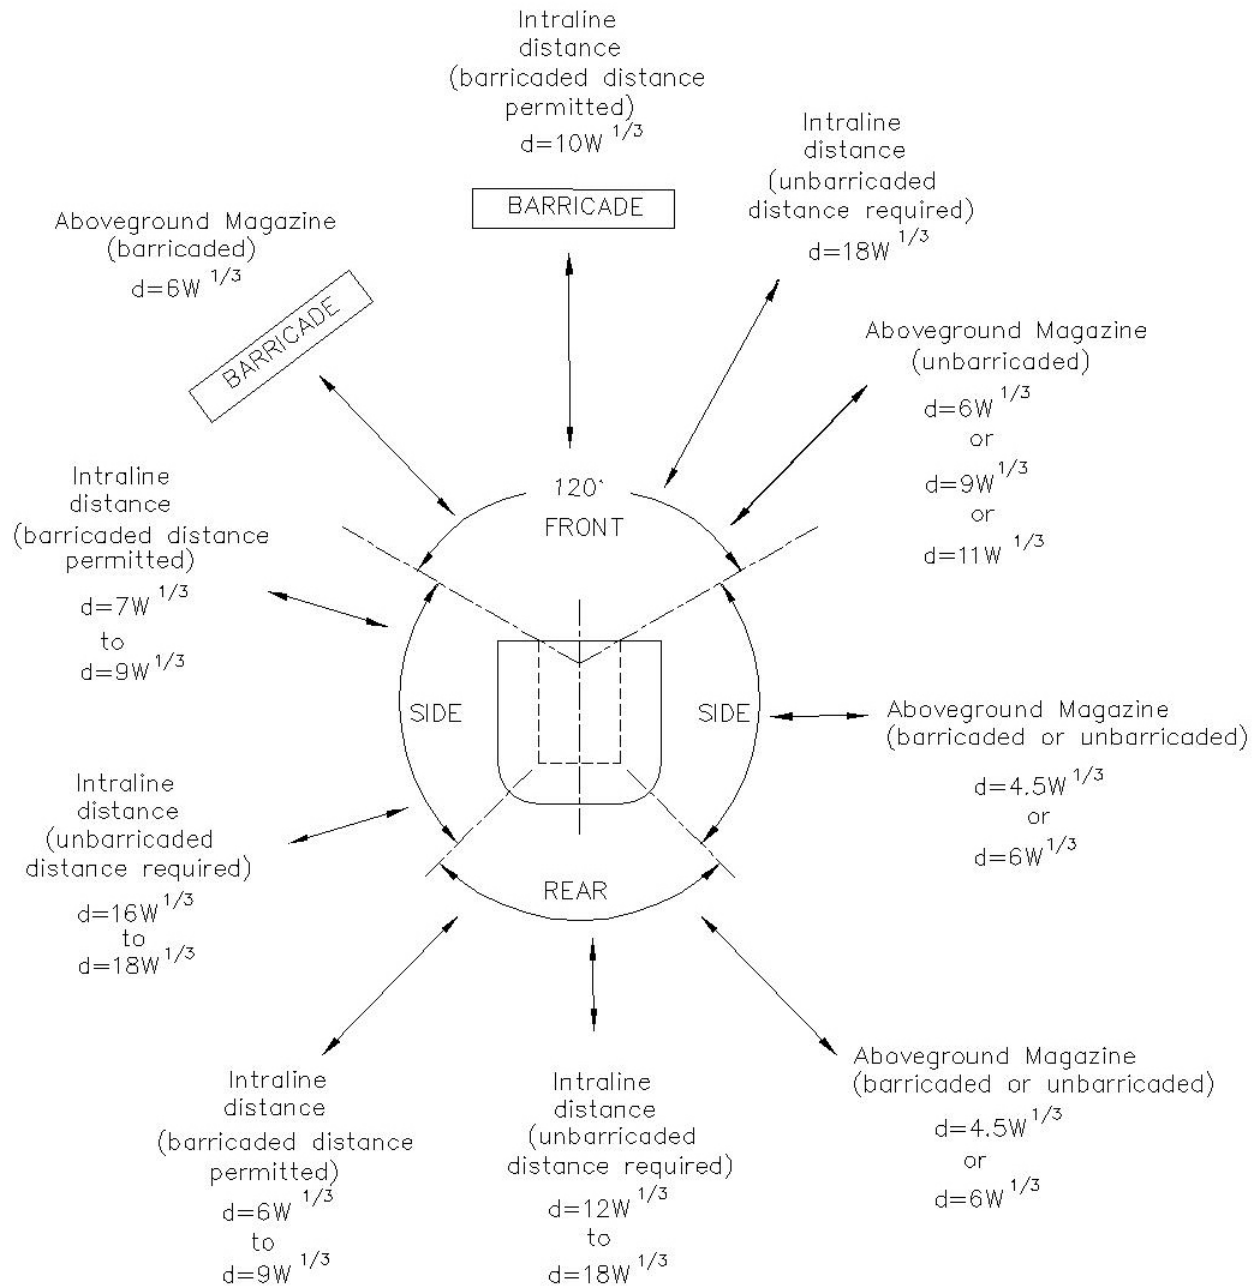 Intraline
distance
(barricaded distance
permitted)
d=10W 1/3
BARRICADE
Intraline
distance
(unbarricaded
distance required)
d=18W 1/3
Aboveground Magazine
(barricaded)
d=6W 1/3
BARRICADE
Aboveground Magazine
(unbarricaded)
d=6W 1/3
or
d=9W 1/3
or
d=11W 1/3
120`
FRONT
Intraline
distance
(barricaded distance
permitted)
d=7W 1/3
to
d=9W 1/3
SIDE
SIDE
Aboveground Magazine
(barricaded or unbarricaded)
d=4.5W 1/3
or
d=6W 1/3
Intraline
distance
(unbarricaded
distance required)
d=16W 1/3
to
d=18W 1/3
REAR
Intraline
distance
(barricaded distance
permitted)
d=6W 1/3
to
d=9W 1/3
Intraline
distance
(unbarricaded
distance required)
d=12W 1/3
to
d=18W 1/3
Aboveground Magazine
(barricaded or unbarricaded)
d=4.5W 1/3
or
d=6W 1/3